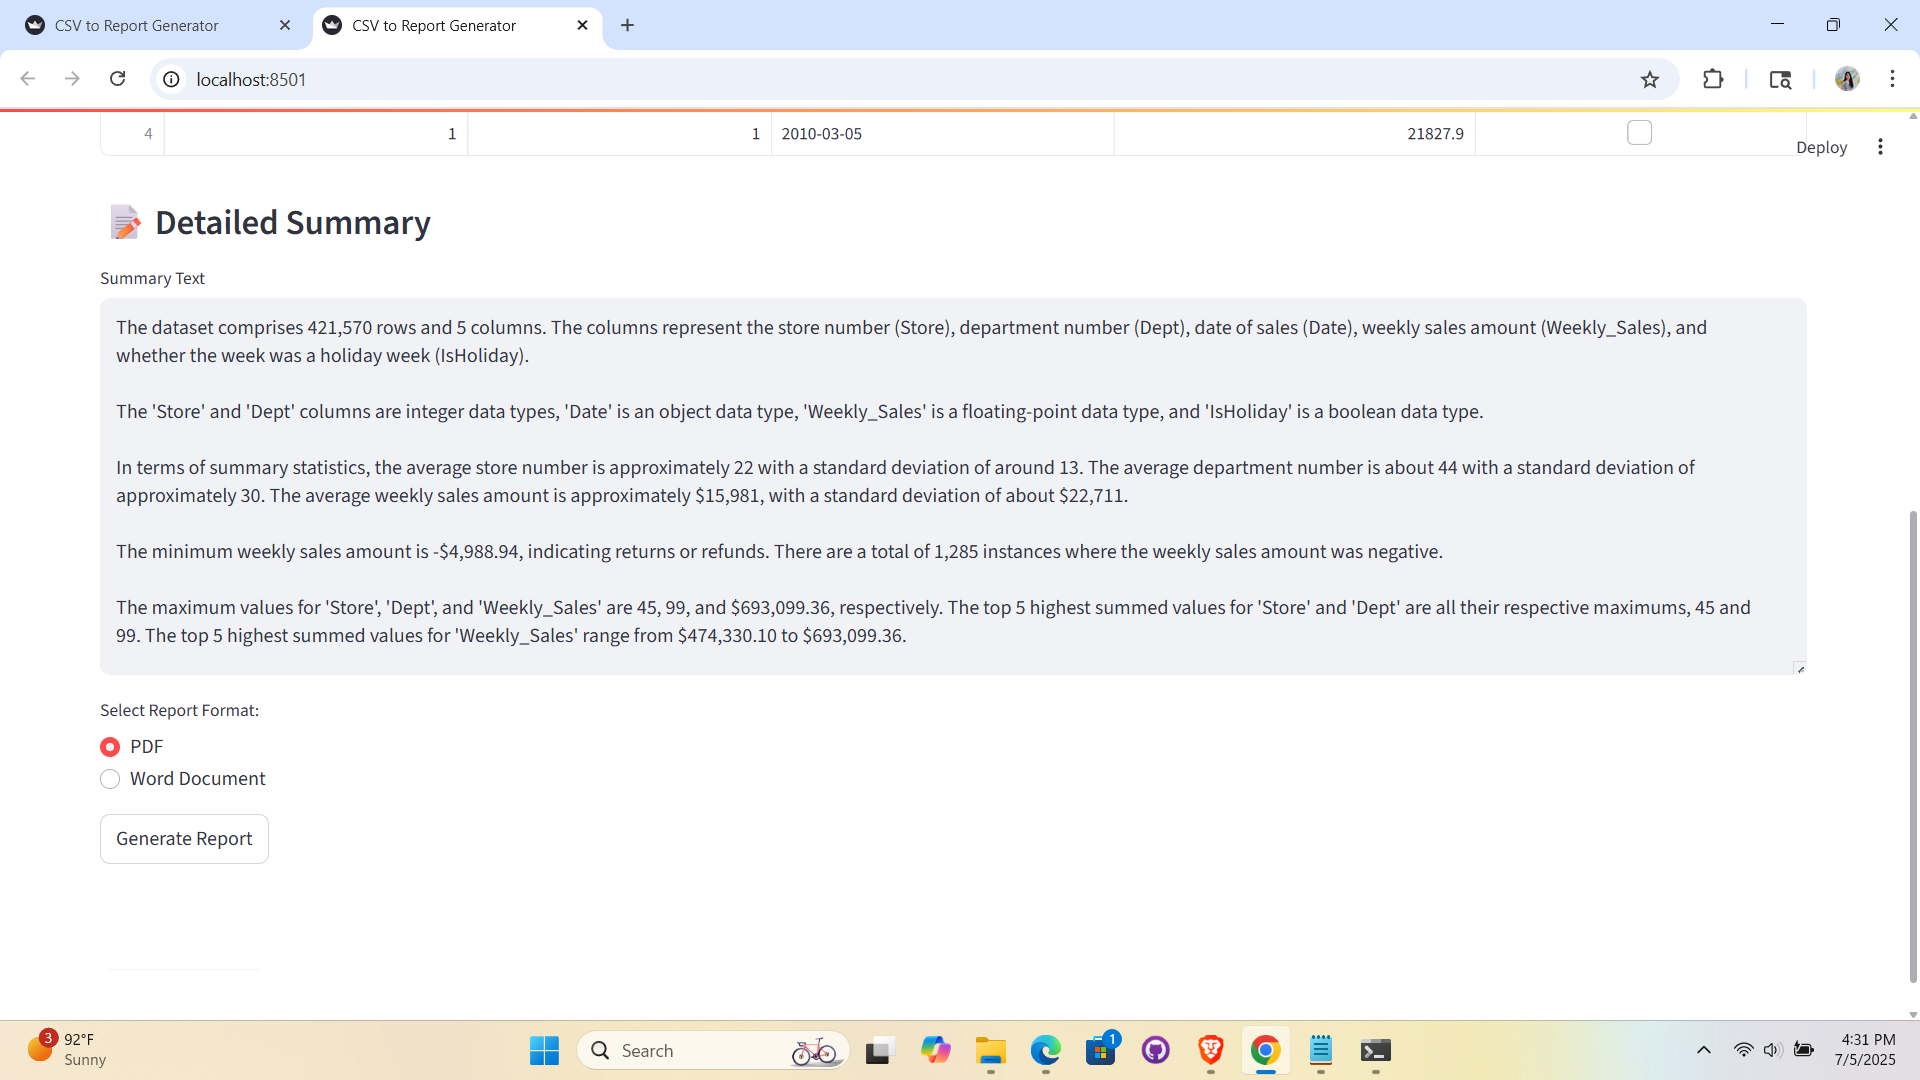 CSV to Report Generator
CSV to Report Generator
localhost:8501
4 1 1 2010-03-05 21827.9
Deploy
Detailed Summary
Summary Text
The dataset comprises 421,570 rows and 5 columns. The columns represent the store number (Store), department number (Dept), date of sales (Date), weekly sales amount (Weekly_Sales), and
whether the week was a holiday week (IsHoliday).
The 'Store' and 'Dept' columns are integer data types, 'Date' is an object data type, 'Weekly_Sales' is a floating-point data type, and 'IsHoliday' is a boolean data type.
In terms of summary statistics, the average store number is approximately 22 with a standard deviation of around 13. The average department number is about 44 with a standard deviation of
approximately 30. The average weekly sales amount is approximately $15,981, with a standard deviation of about $22,711.
The minimum weekly sales amount is -$4,988.94, indicating returns or refunds. There are a total of 1,285 instances where the weekly sales amount was negative.
The maximum values for 'Store', 'Dept', and 'Weekly_Sales' are 45, 99, and $693,099.36, respectively. The top 5 highest summed values for 'Store' and 'Dept' are all their respective maximums, 45 and
99. The top 5 highest summed values for 'Weekly_Sales' range from $474,330.10 to $693,099.36.
Select Report Format:
PDF
Word Document
Generate Report
3
92°F
Sunny
Search
1
4:31 PM
7/5/2025